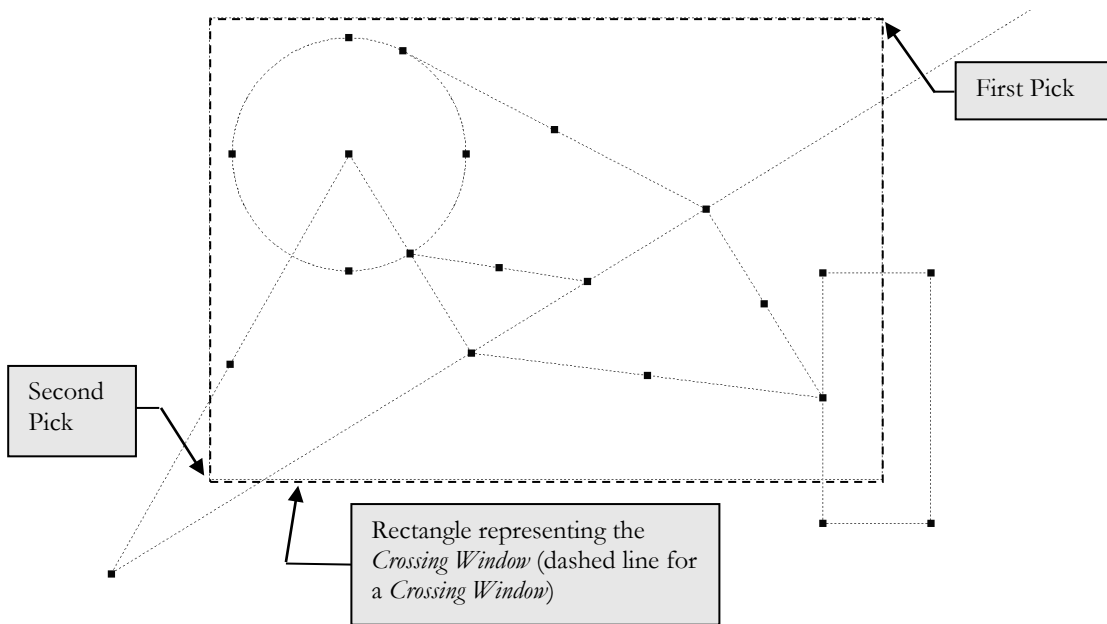 First Pick
Second
Pick
Rectangle representing the
Crossing Window (dashed line for
a Crossing Window)